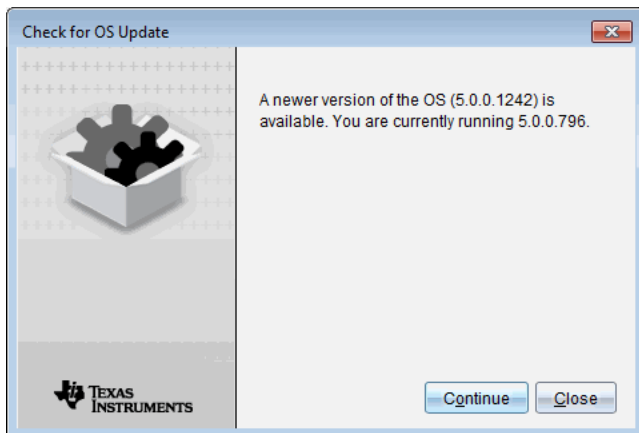 Check for OS Update
A newer version of the OS (5.0.0.1242) is
available. You are currently running 5.0.0.796.
TEXAS
INSTRUMENTS
Continue
Close